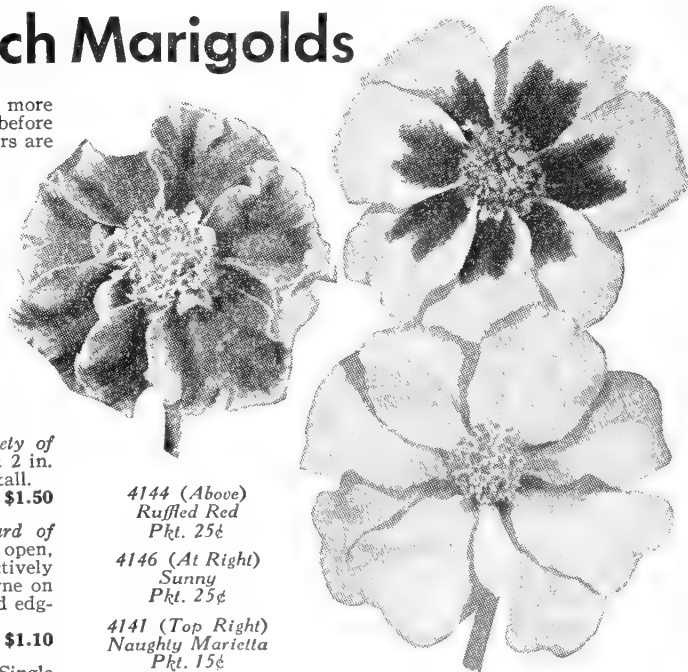 ch Marigolds
more
before
rs are
ety of
2 in.
tall.
$1.50
rd of
open,
ctively
ne on
d edg-
$1.10
Single
4144 (Above)
Ruffled Red
Pkt. 25¢
4146 (At Right)
Sunny
Pkt. 25¢
4141 (Top Right)
Naughty Marietta
Pkt. 15¢